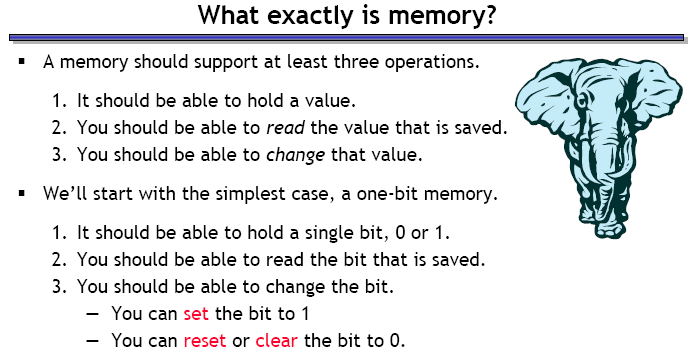 What exactly is memory?
▪ A memory should support at least three operations.
1. It should be able to hold a value.
2. You should be able to read the value that is saved.
3. You should be able to change that value.
▪ We’ll start with the simplest case, a one-bit memory.
1. It should be able to hold a single bit, 0 or 1.
2. You should be able to read the bit that is saved.
3. You should be able to change the bit.
— You can set the bit to 1
— You can reset or clear the bit to 0.